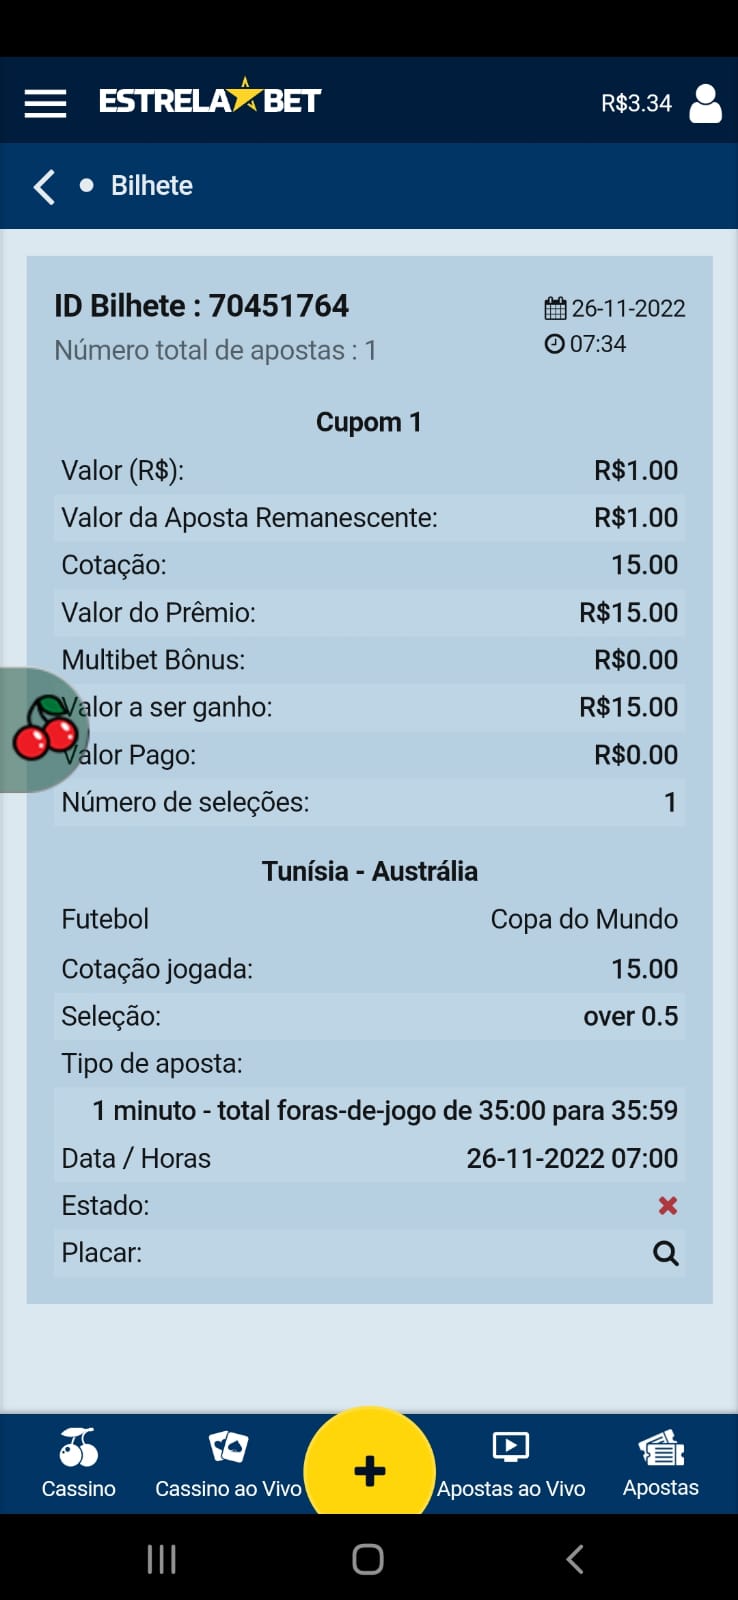 ESTRELA BET
R$3.34
Bilhete
ID Bilhete : 70451764
26-11-2022
Número total de apostas : 1
07:34
Cupom 1
Valor (R$): R$1.00
Valor da Aposta Remanescente: R$1.00
Cotação: 15.00
Valor do Prêmio: R$15.00
Multibet Bônus: R$0.00
Valor a ser ganho: R$15.00
Valor Pago: R$0.00
Número de seleções: 1
Tunísia - Austrália
Futebol Copa do Mundo
Cotação jogada: 15.00
Seleção: over 0.5
Tipo de aposta:
1 minuto - total foras-de-jogo de 35:00 para 35:59
Data / Horas 26-11-2022 07:00
Estado:
Placar:
Cassino
Cassino ao Vivo
Apostas ao Vivo
Apostas